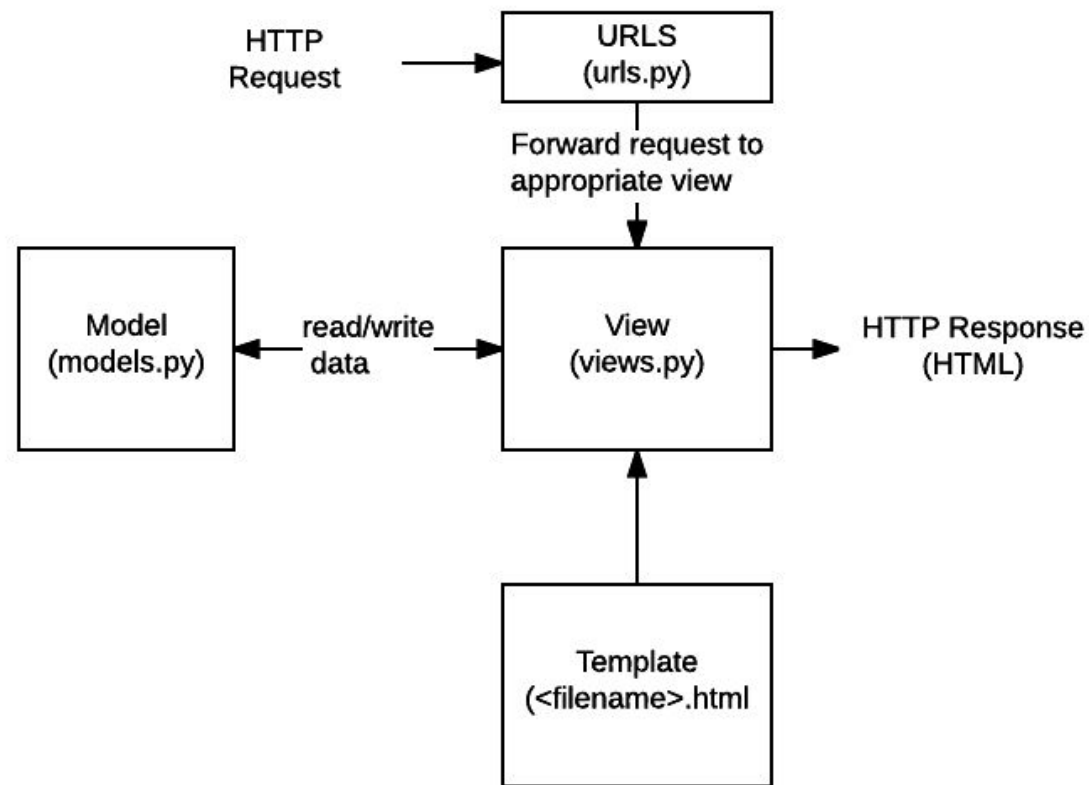 HTTP
Request
URLS
(urls.py)
Forward request to
appropriate view
Model
(models.py)
read/write
data
View
(views.py)
HTTP Response
(HTML)
Template
(<filename>.html